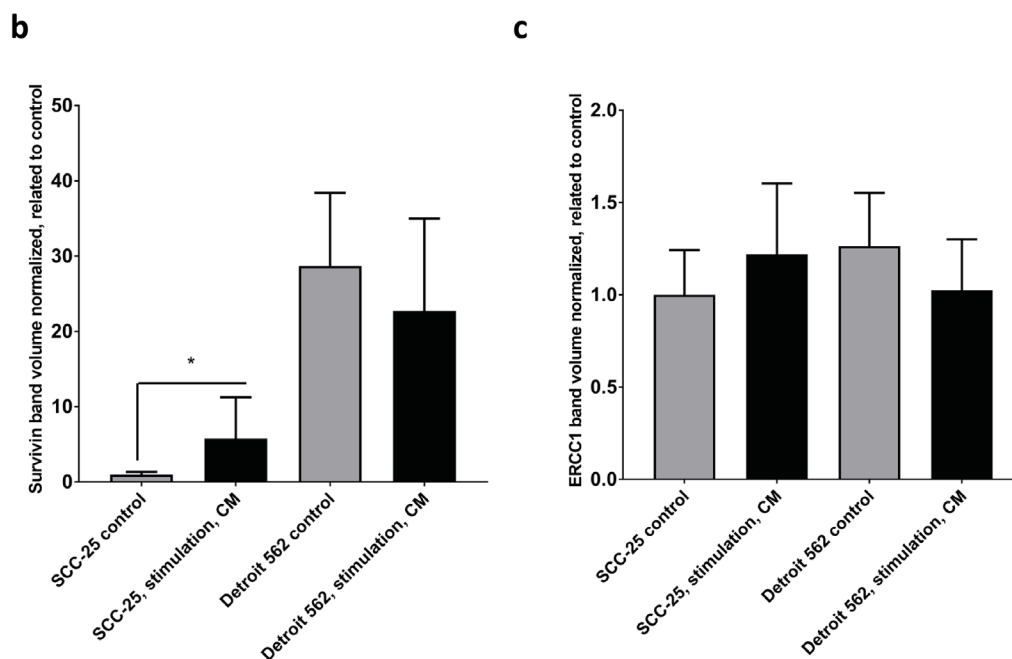 b
Survivin band volume normalized, related to control
50
40
30
20
10
0
*
SCC-25 control
SCC-25, stimulation, CM
Detroit 562 control
Detroit 562, stimulation, CM
c
ERCC1 band volume normalized, related to control
2.0
1.5
1.0
0.5
0.0
SCC-25 control
SCC-25, stimulation, CM
Detroit 562 control
Detroit 562, stimulation, CM